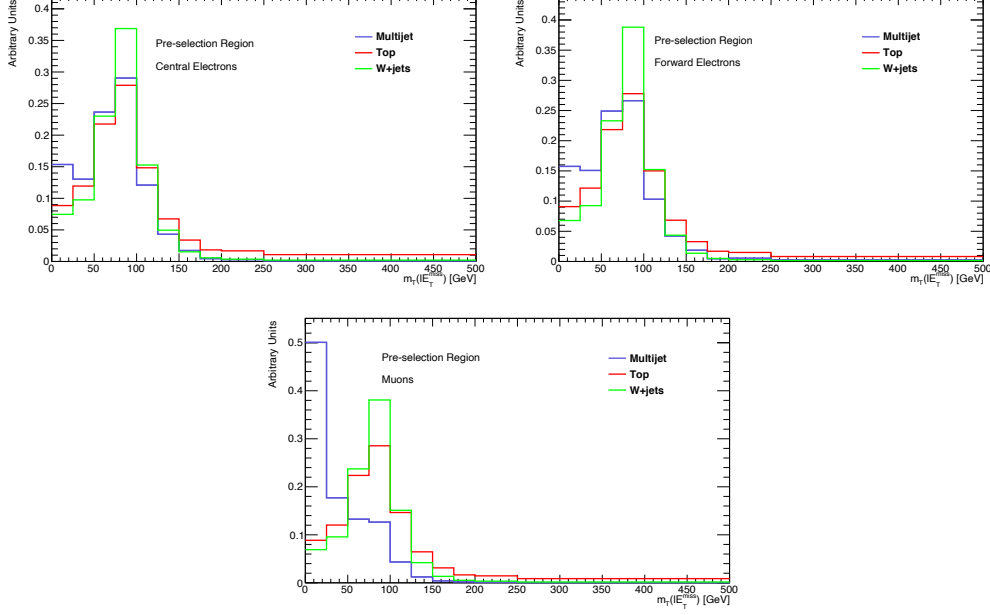 Arbitrary Units
0.4
0.35
0.3
0.25
0.2
0.15
0.1
0.05
0
Pre-selection Region
Central Electrons
Multijet
Top
W+jets
0 50 100 150 200 250 300 350 400 450 500
m_T(lE_T^miss) [GeV]
Arbitrary Units
0.4
0.35
0.3
0.25
0.2
0.15
0.1
0.05
0
Pre-selection Region
Forward Electrons
Multijet
Top
W+jets
0 50 100 150 200 250 300 350 400 450 500
m_T(lE_T^miss) [GeV]
Arbitrary Units
0.5
0.4
0.3
0.2
0.1
0
Pre-selection Region
Muons
Multijet
Top
W+jets
0 50 100 150 200 250 300 350 400 450 500
m_T(lE_T^miss) [GeV]